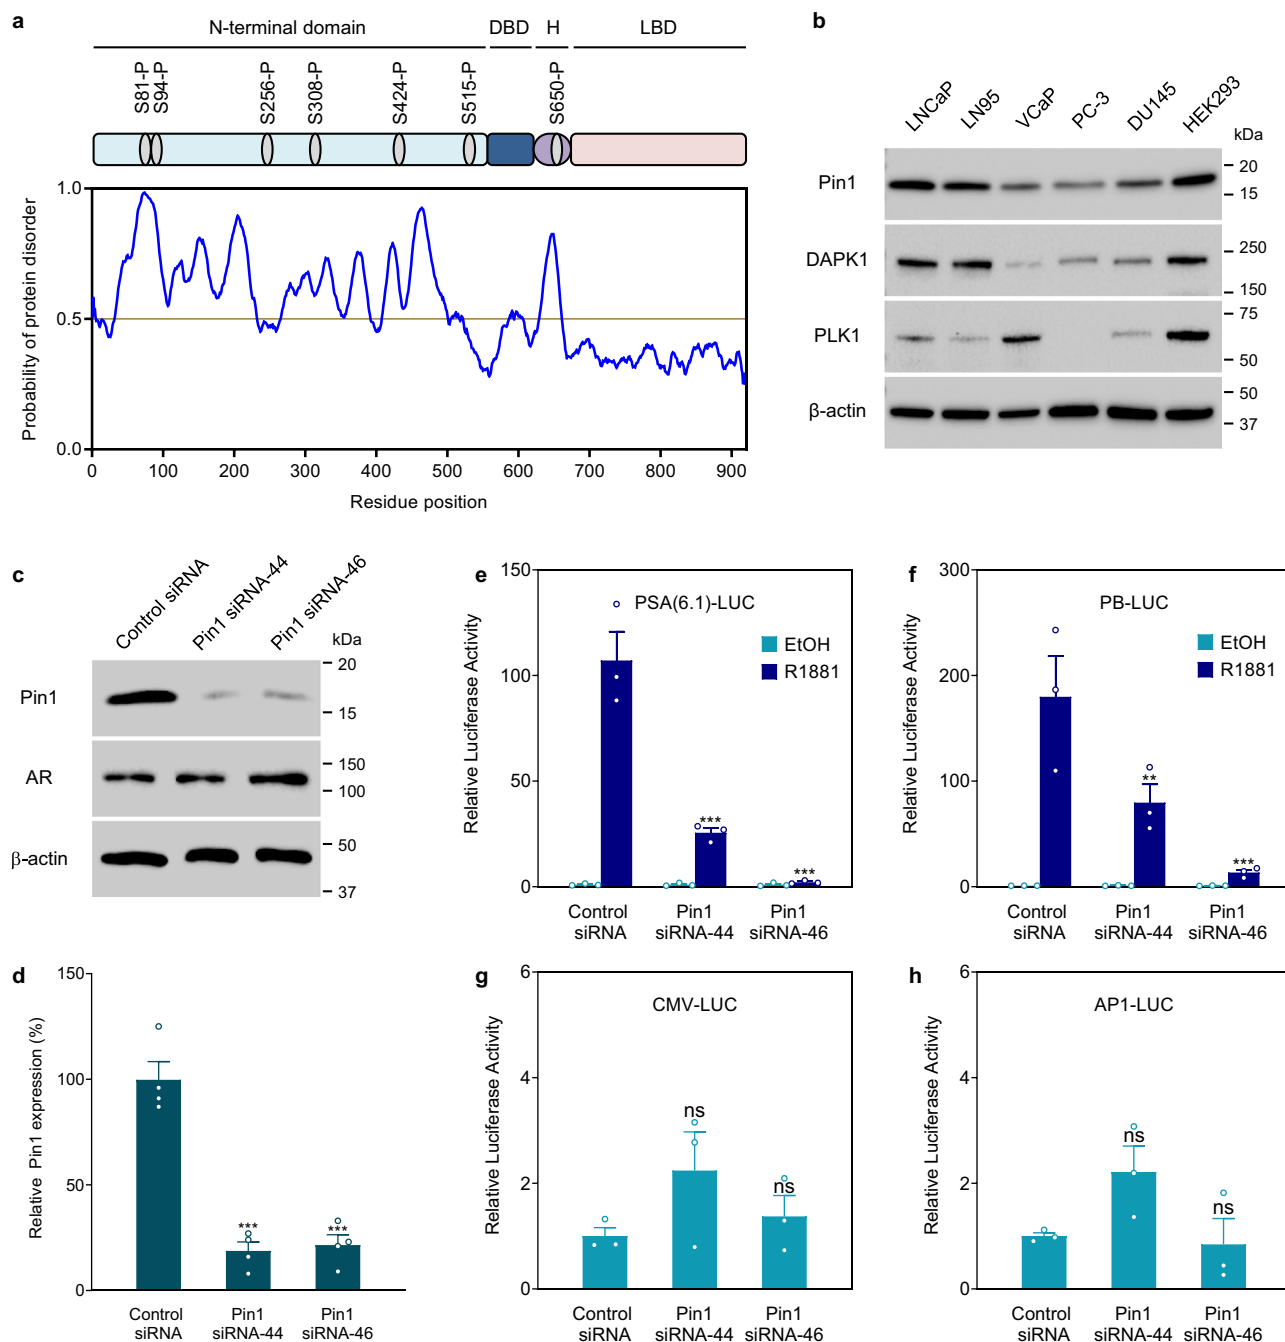 a
N-terminal domain
DBD
H
LBD
S81-P
S94-P
S256-P
S308-P
S424-P
S515-P
S650-P
Probability of protein disorder
1.0
0.5
0.0
0 100 200 300 400 500 600 700 800 900
Residue position
b
LNCaP
LN95
VCaP
PC-3
DU145
HEK293
kDa
Pin1
20
15
DAPK1
250
150
PLK1
75
50
β-actin
50
37
c
Control siRNA
Pin1 siRNA-44
Pin1 siRNA-46
kDa
Pin1
20
15
AR
150
100
β-actin
50
37
d
Relative Pin1 expression (%)
150
100
50
0
***
***
Control
siRNA
Pin1
siRNA-44
Pin1
siRNA-46
e
PSA(6.1)-LUC
EtOH
R1881
Relative Luciferase Activity
150
100
50
0
***
***
Control
siRNA
Pin1
siRNA-44
Pin1
siRNA-46
f
PB-LUC
EtOH
R1881
Relative Luciferase Activity
300
200
100
0
**
***
Control
siRNA
Pin1
siRNA-44
Pin1
siRNA-46
g
CMV-LUC
Relative Luciferase Activity
6
4
2
0
ns
ns
Control
siRNA
Pin1
siRNA-44
Pin1
siRNA-46
h
AP1-LUC
Relative Luciferase Activity
6
4
2
0
ns
ns
Control
siRNA
Pin1
siRNA-44
Pin1
siRNA-46